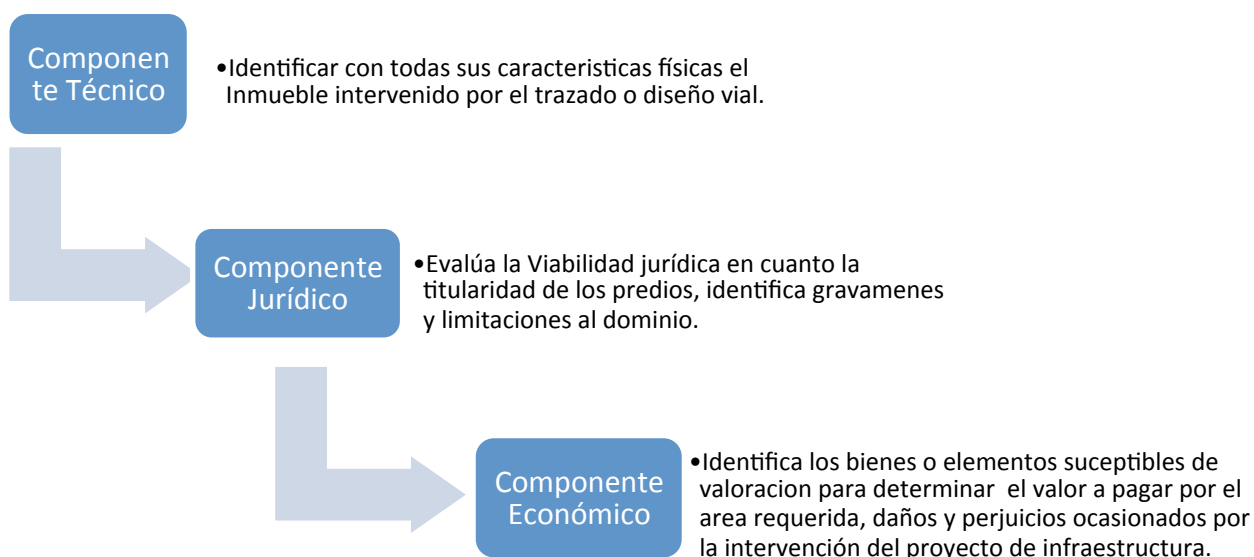 Componen
te Técnico
•Identificar con todas sus caracteristicas físicas el
Inmueble intervenido por el trazado o diseño vial.
Componente
Jurídico
•Evalúa la Viabilidad jurídica en cuanto la
titularidad de los predios, identifica gravamenes
y limitaciones al dominio.
Componente
Económico
•Identifica los bienes o elementos suceptibles de
valoracion para determinar el valor a pagar por el
area requerida, daños y perjuicios ocasionados por
la intervención del proyecto de infraestructura.